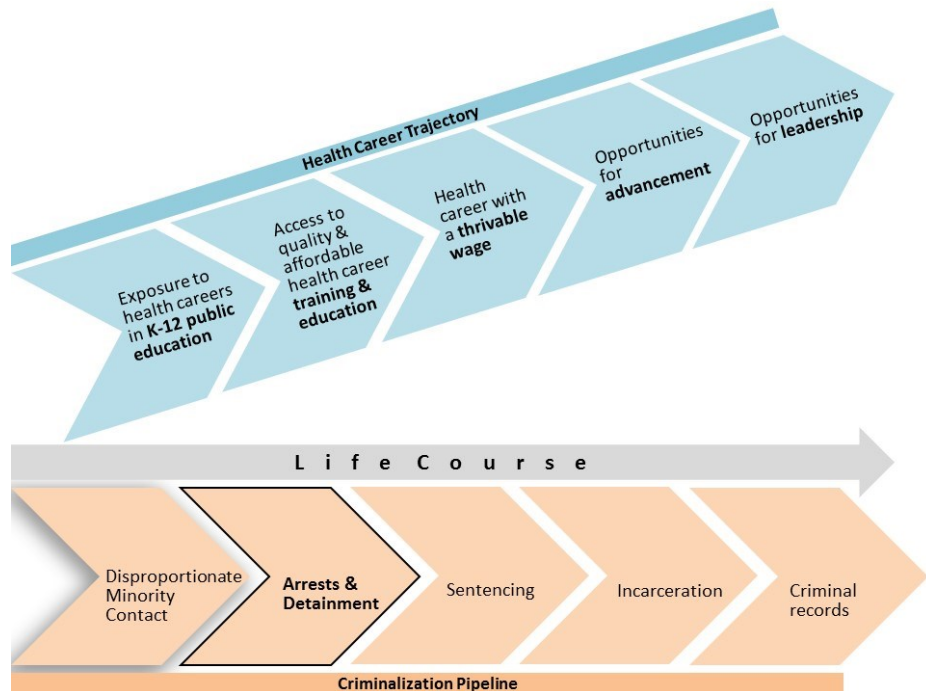 Health Career Trajectory
Exposure to
health careers
in K-12 public
education
Access to
quality &
affordable
health career
training &
education
Health
career with
a thrivable
wage
Opportunities
for
advancement
Opportunities
for leadership
Life Course
Disproportionate
Minority
Contact
Arrests &
Detainment
Sentencing
Incarceration
Criminal
records
Criminalization Pipeline